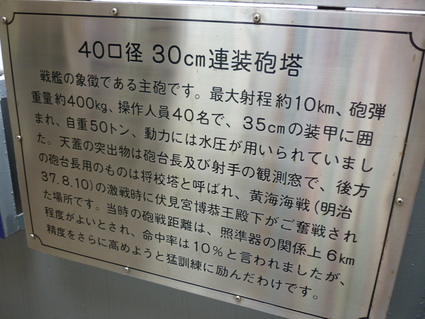 40口径 30cm連装砲塔
戦艦の象徴である主砲です。最大射程約10km、砲弾
重量約400kg、操作人員40名で、35cmの装甲に囲
まれ、自重50トン、動力には水圧が用いられていまし
た。天蓋の突出物は砲台長及び射手の観測窓で、後方
の砲台長用のものは将校塔と呼ばれ、黄海海戦(明治
37.8.10)の激戦時に伏見宮博恭王殿下がご奮戦され
た場所です。当時の砲戦距離は、照準器の関係上6km
程度がよいとされ、命中率は10%と言われましたが、
精度をさらに高めようと猛訓練に励んだわけです。